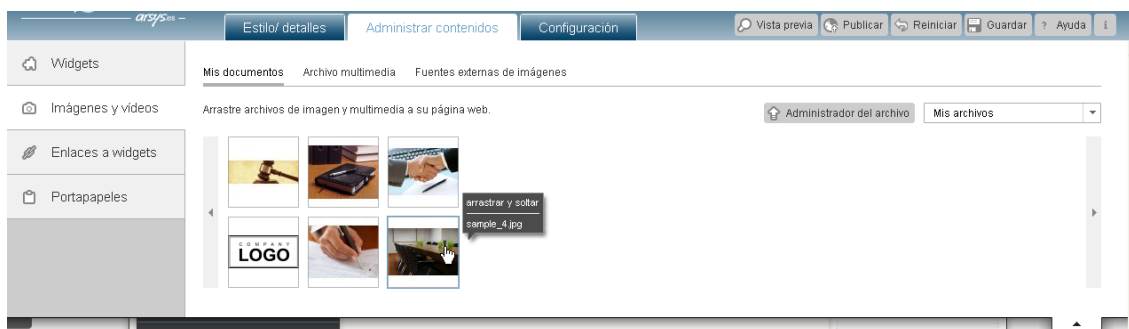 arsys.es
Estilo/ detalles
Administrar contenidos
Configuración
Vista previa
Publicar
Reiniciar
Guardar
? Ayuda
i
Widgets
Imágenes y vídeos
Enlaces a widgets
Portapapeles
Mis documentos
Archivo multimedia
Fuentes externas de imágenes
Arrastre archivos de imagen y multimedia a su página web.
Administrador del archivo
Mis archivos
arrastrar y soltar
sample_4.jpg
COMPANY
LOGO